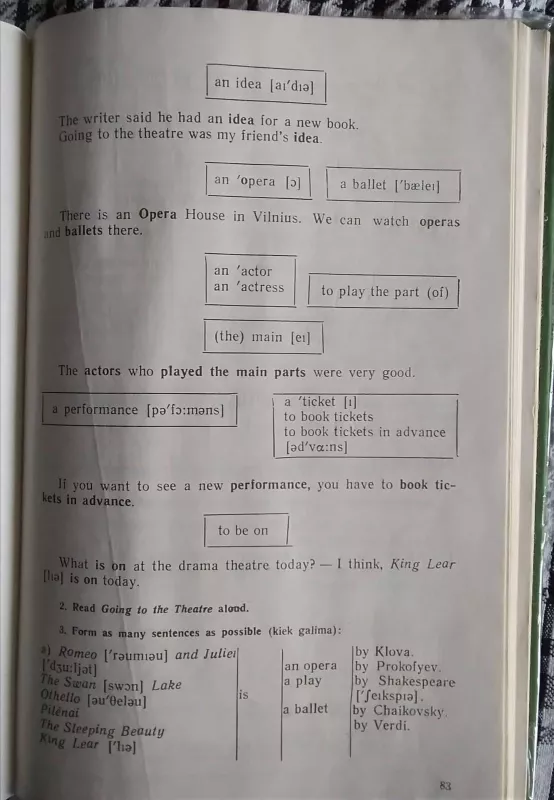 an idea [aɪ'dɪə]
The writer said he had an idea for a new book.
Going to the theatre was my friend's idea.
an 'opera [ɔ]
a ballet ['bæleɪ]
There is an Opera House in Vilnius. We can watch operas
and ballets there.
an 'actor
an 'actress
to play the part (of)
(the) main [eɪ]
The actors who played the main parts were very good.
a performance [pə'fɔ:məns]
a 'ticket [ɪ]
to book tickets
to book tickets in advance
[əd'vɑ:ns]
If you want to see a new performance, you have to book tic-
kets in advance.
to be on
What is on at the drama theatre today? — I think, King Lear
[lɪə] is on today.
2. Read Going to the Theatre aloud.
3. Form as many sentences as possible (kiek galima):
a) Romeo ['rəumɪəu] and Juliet
['dʒu:ljət]
The Swan [swɔn] Lake
Othello [əu'θeləu]
Pilėnai
The Sleeping Beauty
King Lear ['lɪə]
is
an opera
a play
a ballet
by Klova.
by Prokofyev.
by Shakespeare
['ʃeɪkspɪə].
by Chaikovsky.
by Verdi.
83